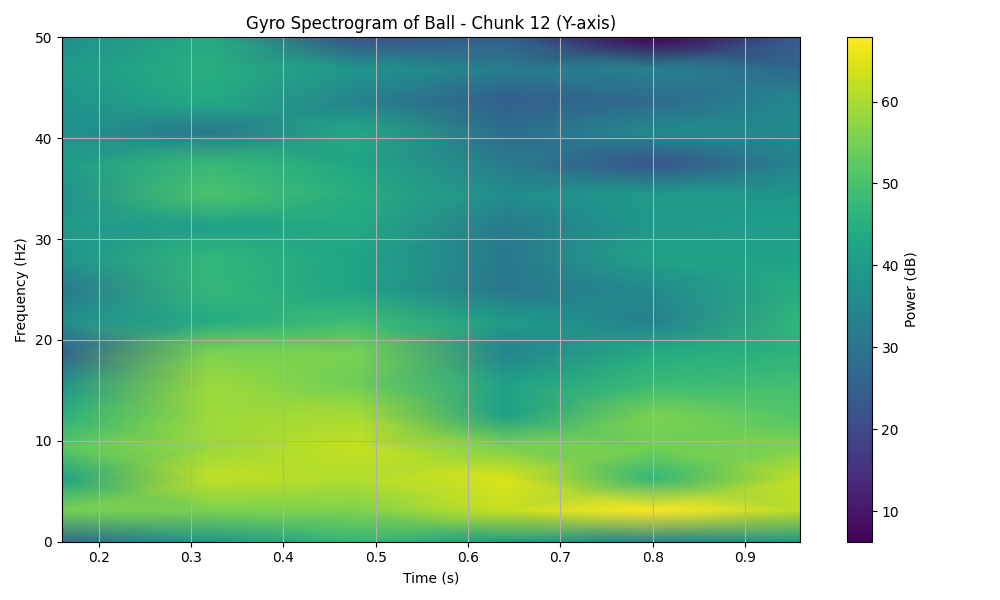 Gyro Spectrogram of Ball - Chunk 12 (Y-axis)
50
40
30
20
10
0
Frequency (Hz)
0.2 0.3 0.4 0.5 0.6 0.7 0.8 0.9
Time (s)
60
50
40
30
20
10
Power (dB)